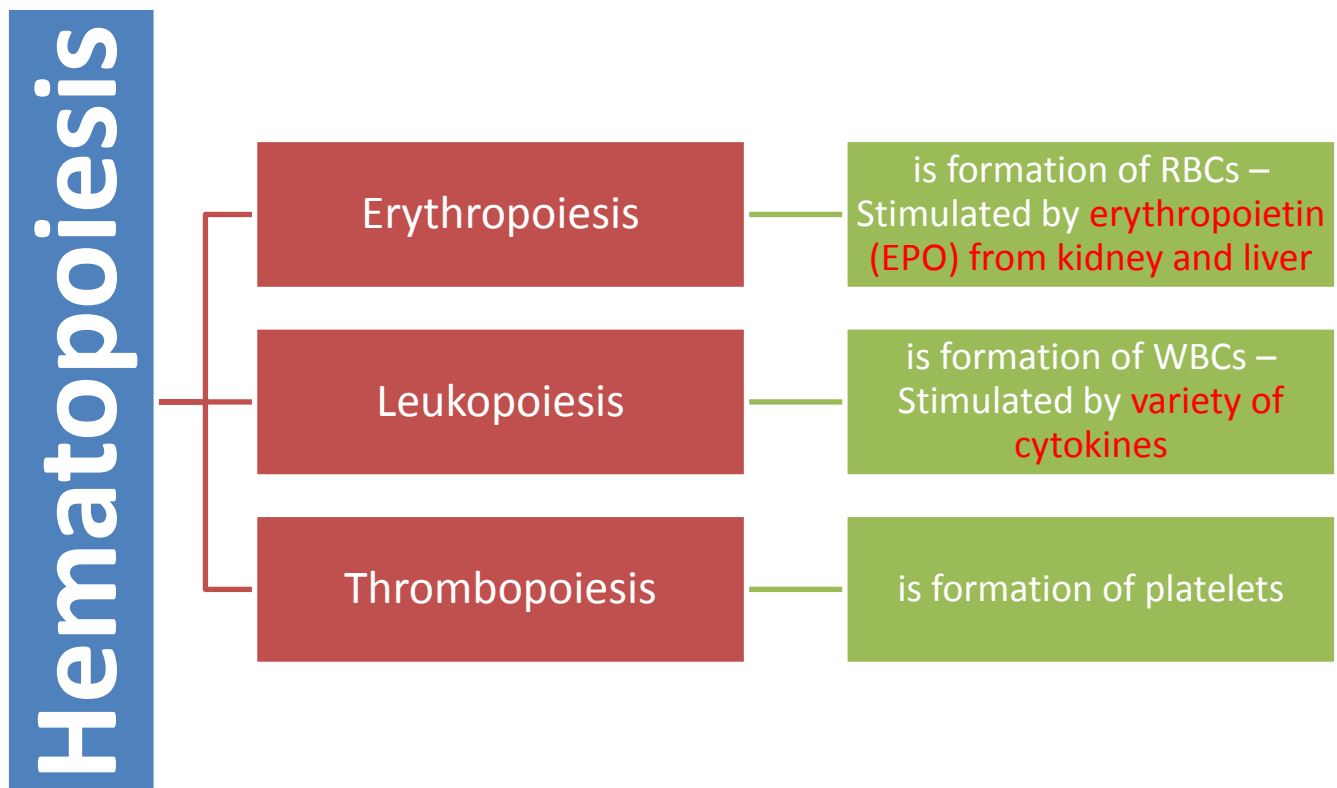 Hematopoiesis
Erythropoiesis
is formation of RBCs –
Stimulated by erythropoietin
(EPO) from kidney and liver
Leukopoiesis
is formation of WBCs –
Stimulated by variety of
cytokines
Thrombopoiesis
is formation of platelets